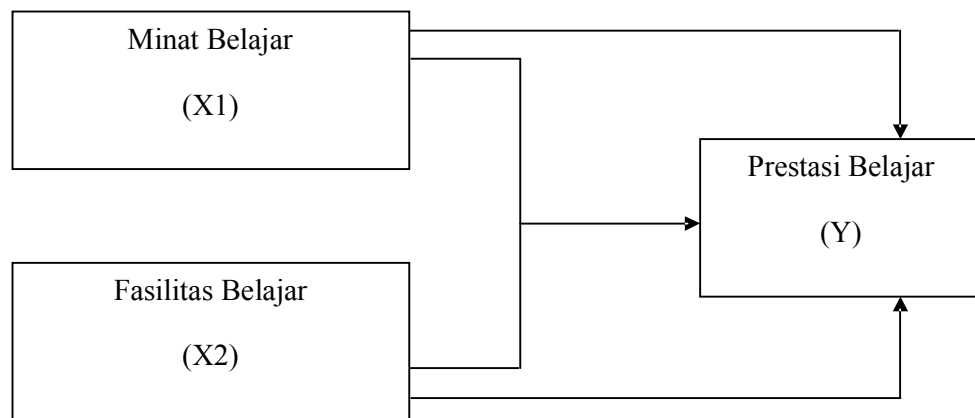 Minat Belajar
(X1)
Prestasi Belajar
(Y)
Fasilitas Belajar
(X2)